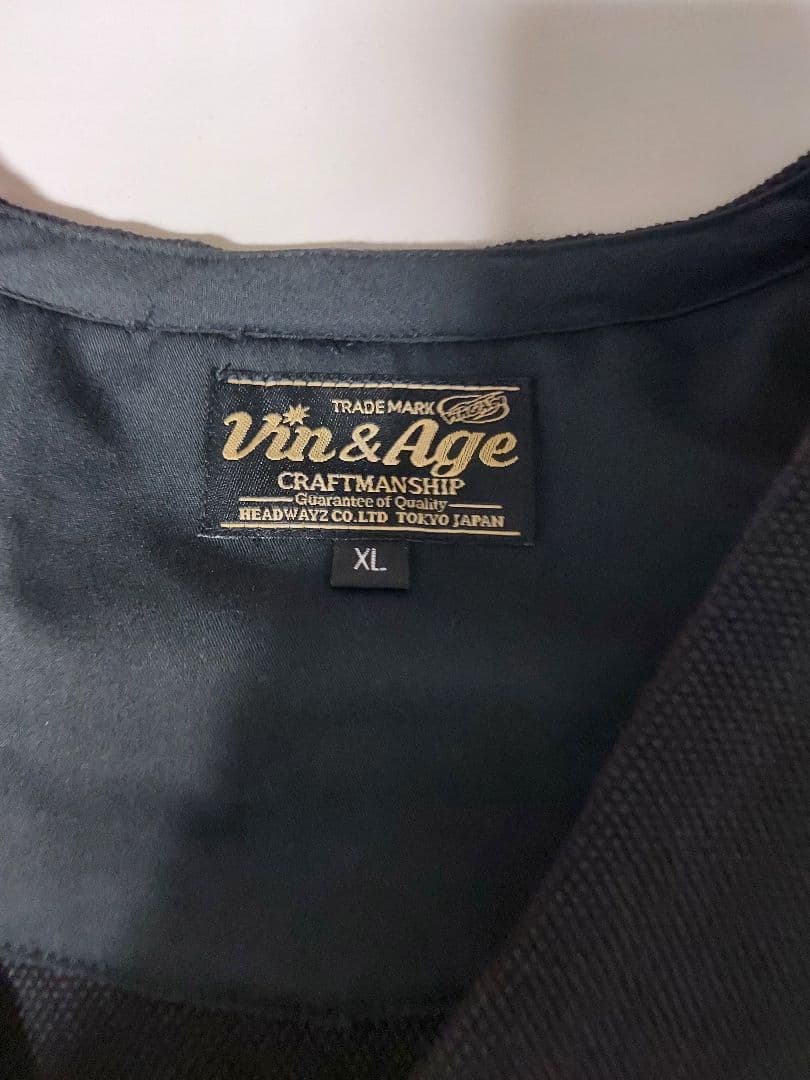 TRADE MARK
Vin & Age
CRAFTMANSHIP
Guarantee of Quality
HEADWAYZ CO.LTD TOKYO JAPAN
XL